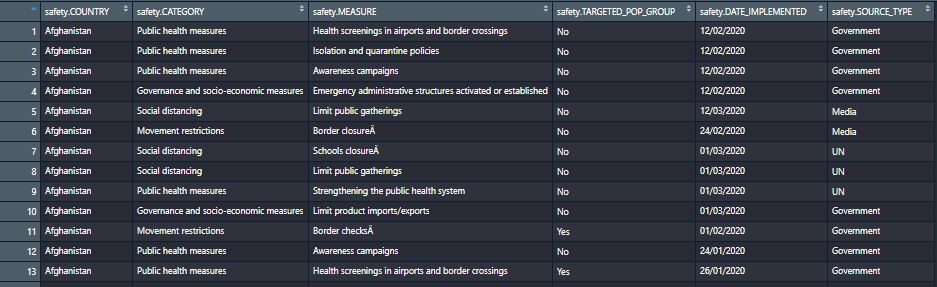 safety.COUNTRY safety.CATEGORY safety.MEASURE safety.TARGETED_POP_GROUP safety.DATE_IMPLEMENTED safety.SOURCE_TYPE
1 Afghanistan Public health measures Health screenings in airports and border crossings No 12/02/2020 Government
2 Afghanistan Public health measures Isolation and quarantine policies No 12/02/2020 Government
3 Afghanistan Public health measures Awareness campaigns No 12/02/2020 Government
4 Afghanistan Governance and socio-economic measures Emergency administrative structures activated or established No 12/02/2020 Government
5 Afghanistan Social distancing Limit public gatherings No 12/03/2020 Media
6 Afghanistan Movement restrictions Border closureÂ No 24/02/2020 Media
7 Afghanistan Social distancing Schools closureÂ No 01/03/2020 UN
8 Afghanistan Social distancing Limit public gatherings No 01/03/2020 UN
9 Afghanistan Public health measures Strengthening the public health system No 01/03/2020 UN
10 Afghanistan Governance and socio-economic measures Limit product imports/exports No 01/03/2020 Government
11 Afghanistan Movement restrictions Border checksÂ Yes 01/02/2020 Government
12 Afghanistan Public health measures Awareness campaigns No 24/01/2020 Government
13 Afghanistan Public health measures Health screenings in airports and border crossings Yes 26/01/2020 Government